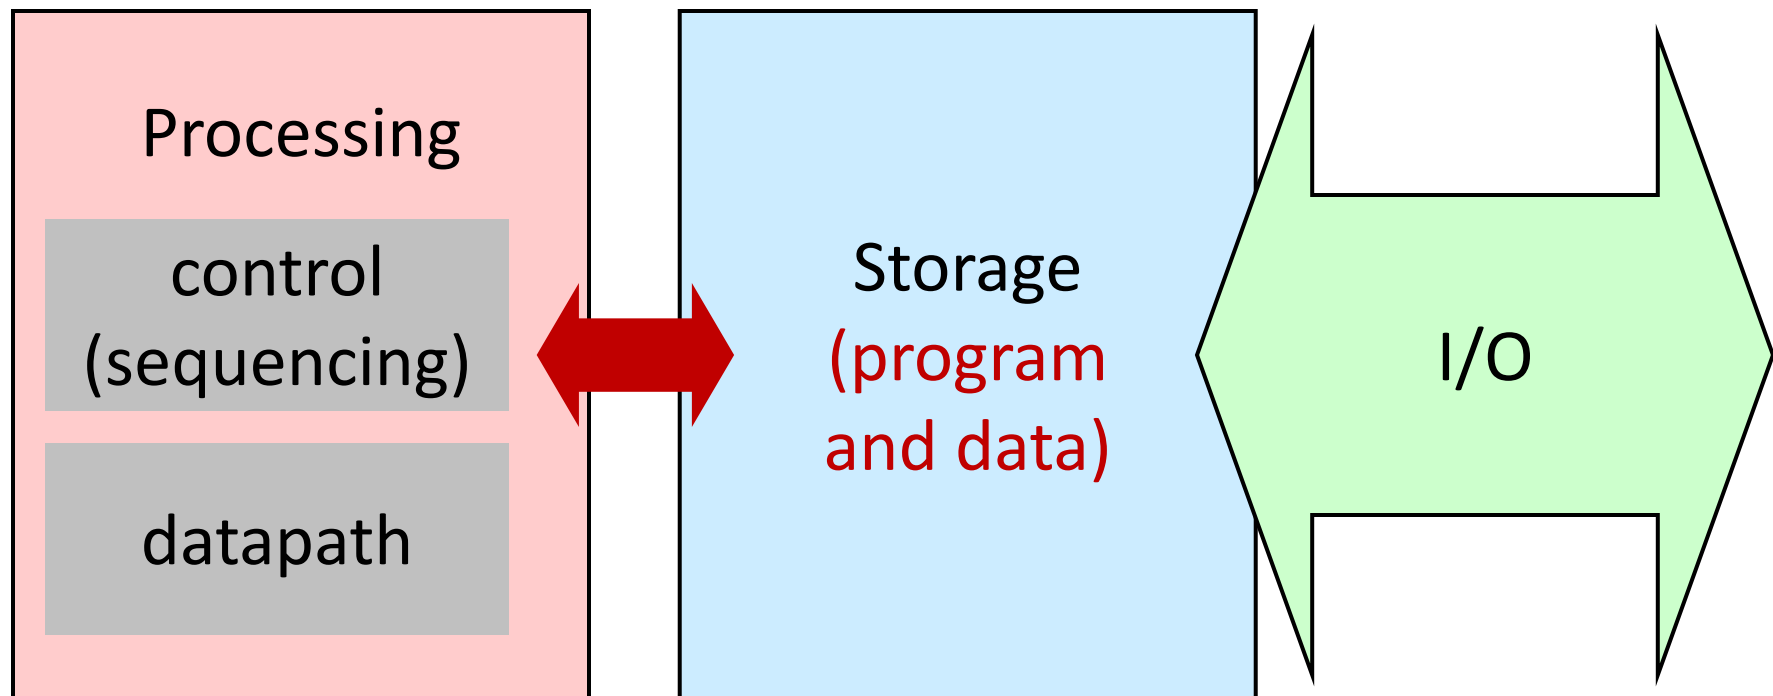 Processing
control
(sequencing)
datapath
Storage
(program
and data)
I/O